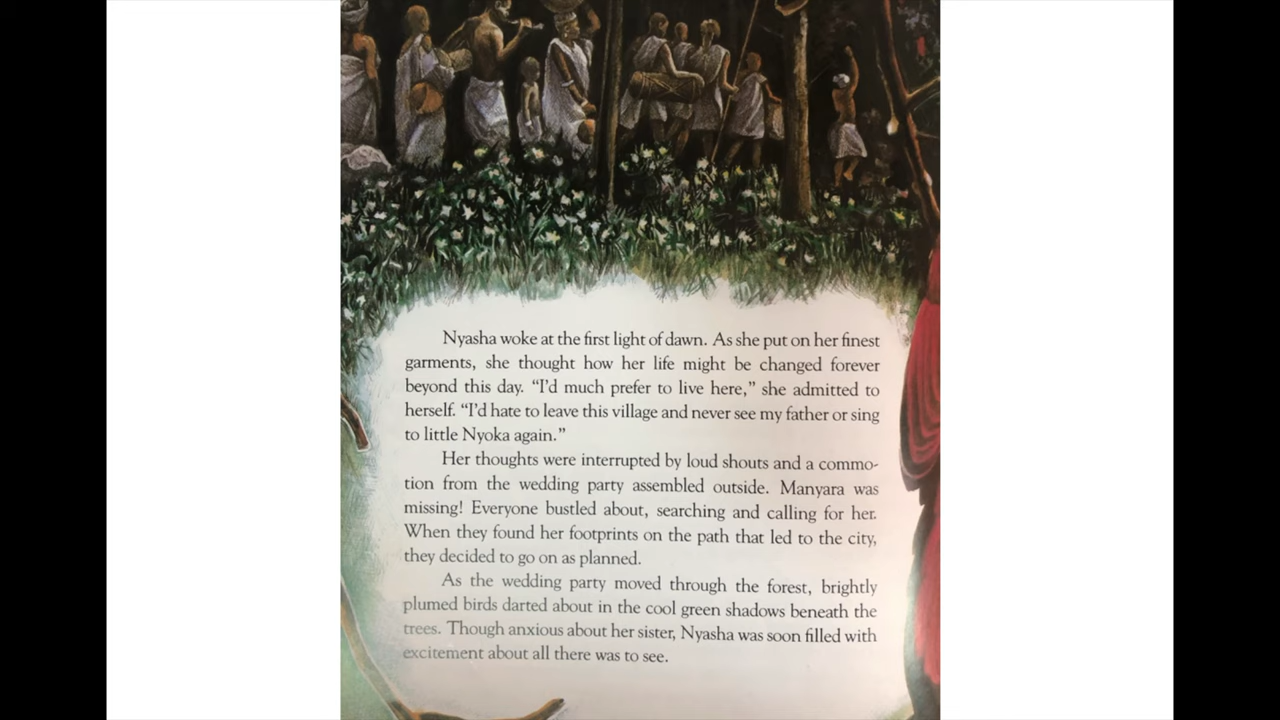 Nyasha woke at the first light of dawn. As she put on her finest
garments, she thought how her life might be changed forever
beyond this day. “I’d much prefer to live here,” she admitted to
herself. “I’d hate to leave this village and never see my father or sing
to little Nyoka again.”
Her thoughts were interrupted by loud shouts and a commo-
tion from the wedding party assembled outside. Manyara was
missing! Everyone bustled about, searching and calling for her.
When they found her footprints on the path that led to the city,
they decided to go on as planned.
As the wedding party moved through the forest, brightly
plumed birds darted about in the cool green shadows beneath the
trees. Though anxious about her sister, Nyasha was soon filled with
excitement about all there was to see.